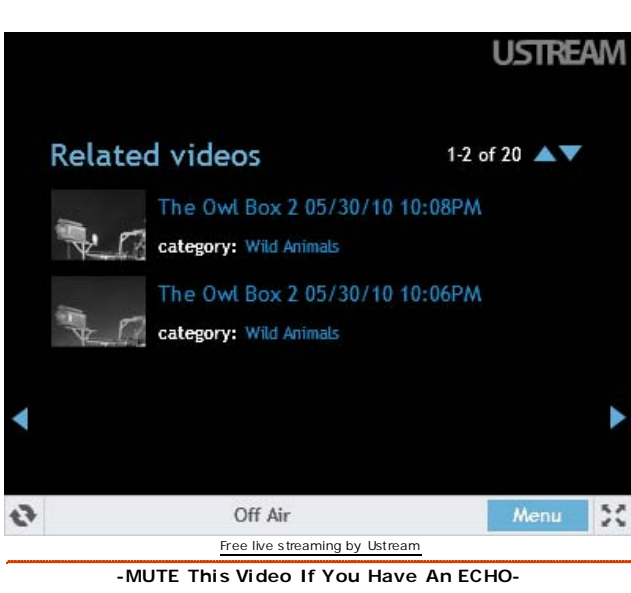 USTREAM
Related videos
1-2 of 20
The Owl Box 2 05/30/10 10:08PM
category: Wild Animals
The Owl Box 2 05/30/10 10:06PM
category: Wild Animals
Off Air
Menu
Free live streaming by Ustream
-MUTE This Video If You Have An ECHO-